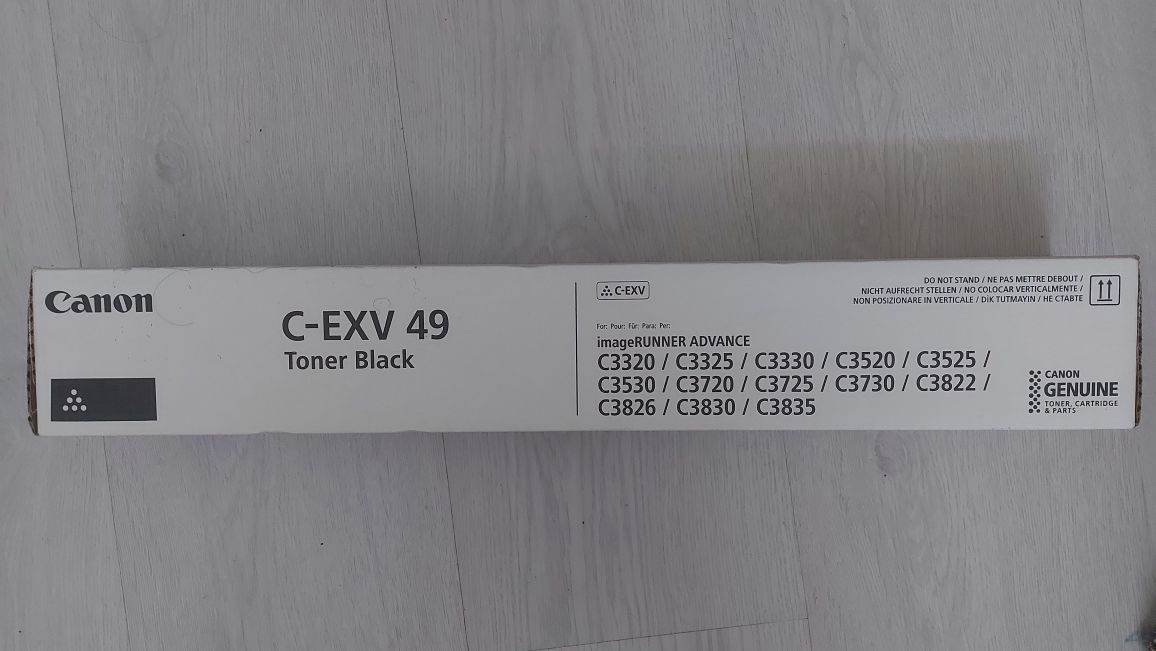 Canon
C-EXV 49
Toner Black
C-EXV
DO NOT STAND / NE PAS METTRE DEBOUT /
NICHT AUFRECHT STELLEN / NO COLOCAR VERTICALMENTE /
NON POSIZIONARE IN VERTICALE / DİK TUTMAYIN / НЕ СТАВТЕ
For: Pour: Für: Para: Per:
imageRUNNER ADVANCE
C3320 / C3325 / C3330 / C3520 / C3525 /
C3530 / C3720 / C3725 / C3730 / C3822 /
C3826 / C3830 / C3835
CANON
GENUINE
TONER, CARTRIDGE
& PARTS